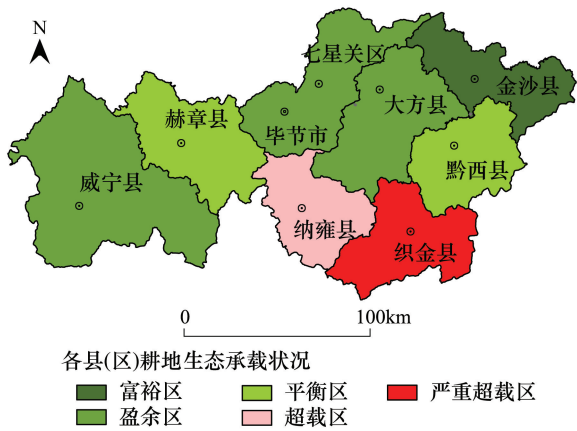 N
七星关区
金沙县
大方县
赫章县
毕节市
黔西县
威宁县
纳雍县
织金县
0 100km
各县(区)耕地生态承载状况
富裕区 平衡区 严重超载区
盈余区 超载区